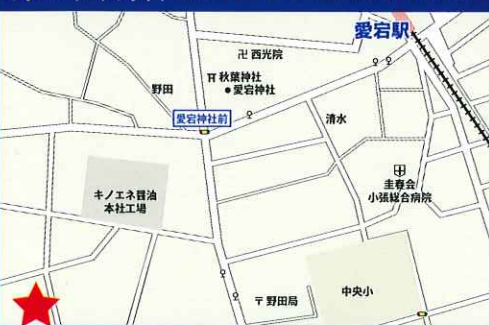 愛宕駅
卍 西光院
秋葉神社
愛宕神社
野田
愛宕神社前
清水
キノエネ醤油
本社工場
圭春会
小張総合病院
〒野田局
中央小